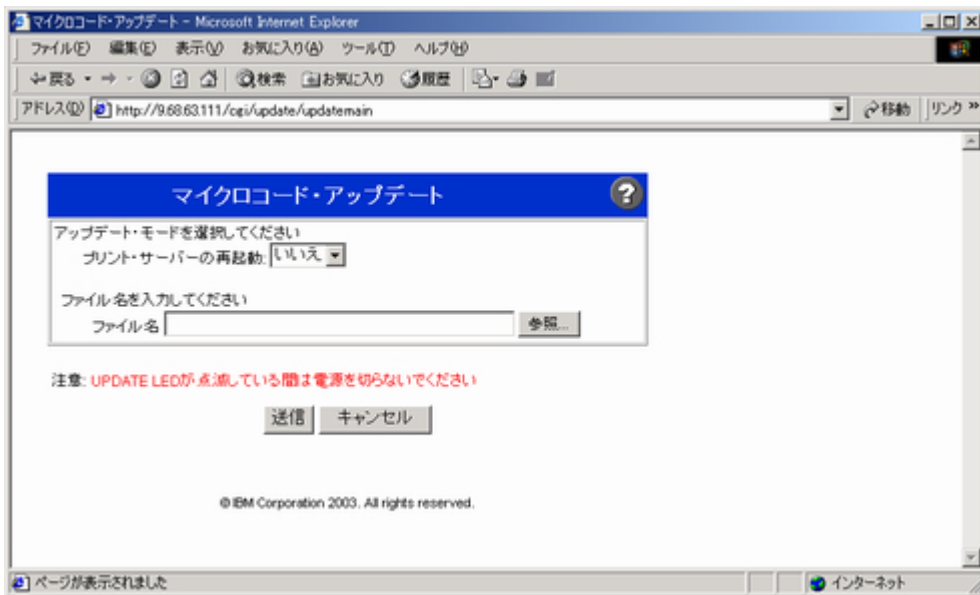 マイクロコード・アップデート - Microsoft Internet Explorer
ファイル(F) 編集(E) 表示(V) お気に入り(A) ツール(T) ヘルプ(H)
戻る 検索 お気に入り 履歴
アドレス(D) http://9.68.63.111/cgi/update/updatemain 移動 リンク »
マイクロコード・アップデート ?
アップデート・モードを選択してください
プリント・サーバーの再起動: いいえ
ファイル名を入力してください
ファイル名 参照...
注意: UPDATE LEDが点滅している間は電源を切らないでください
送信 キャンセル
© IBM Corporation 2003. All rights reserved.
ページが表示されました インターネット